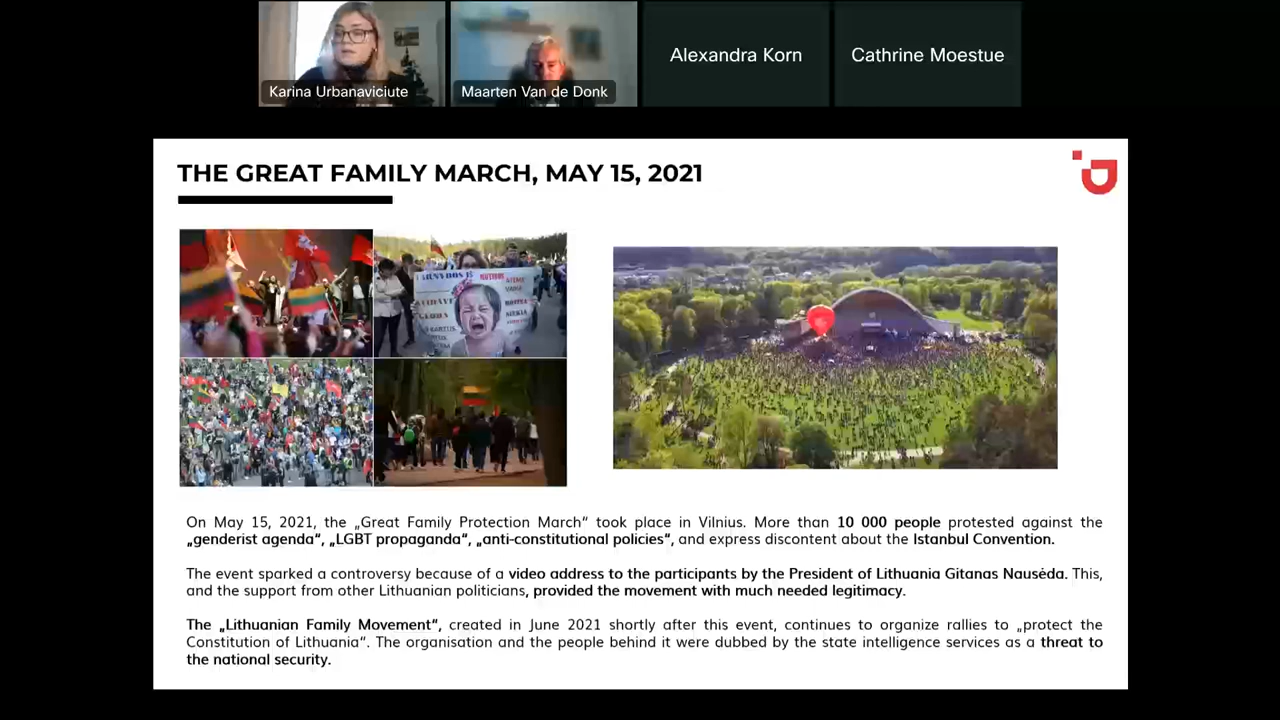 Karina Urbanaviciute
Maarten Van de Donk
Alexandra Korn
Cathrine Moestue
THE GREAT FAMILY MARCH, MAY 15, 2021
On May 15, 2021, the „Great Family Protection March“ took place in Vilnius. More than 10 000 people protested against the
„genderist agenda“, „LGBT propaganda“, „anti-constitutional policies“, and express discontent about the Istanbul Convention.
The event sparked a controversy because of a video address to the participants by the President of Lithuania Gitanas Nausėda. This,
and the support from other Lithuanian politicians, provided the movement with much needed legitimacy.
The „Lithuanian Family Movement“, created in June 2021 shortly after this event, continues to organize rallies to „protect the
Constitution of Lithuania“. The organisation and the people behind it were dubbed by the state intelligence services as a threat to
the national security.